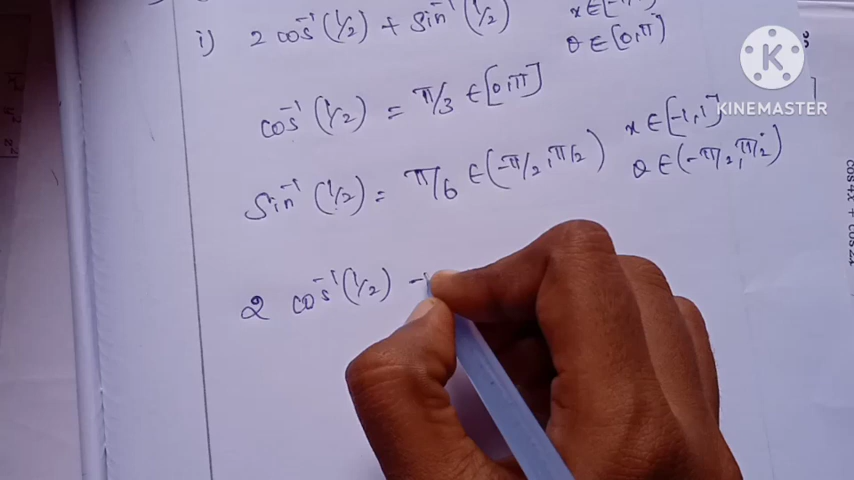 i) 2 cos⁻¹(1/2) + sin⁻¹(1/2)
θ ∈ [0,π]
cos⁻¹(1/2) = π/3 ∈ [0,π]
KINEMASTER
x ∈ [-1,1]
sin⁻¹(1/2) = π/6 ∈ (-π/2,π/2)
θ ∈ (-π/2,π/2)
2 cos⁻¹(1/2)